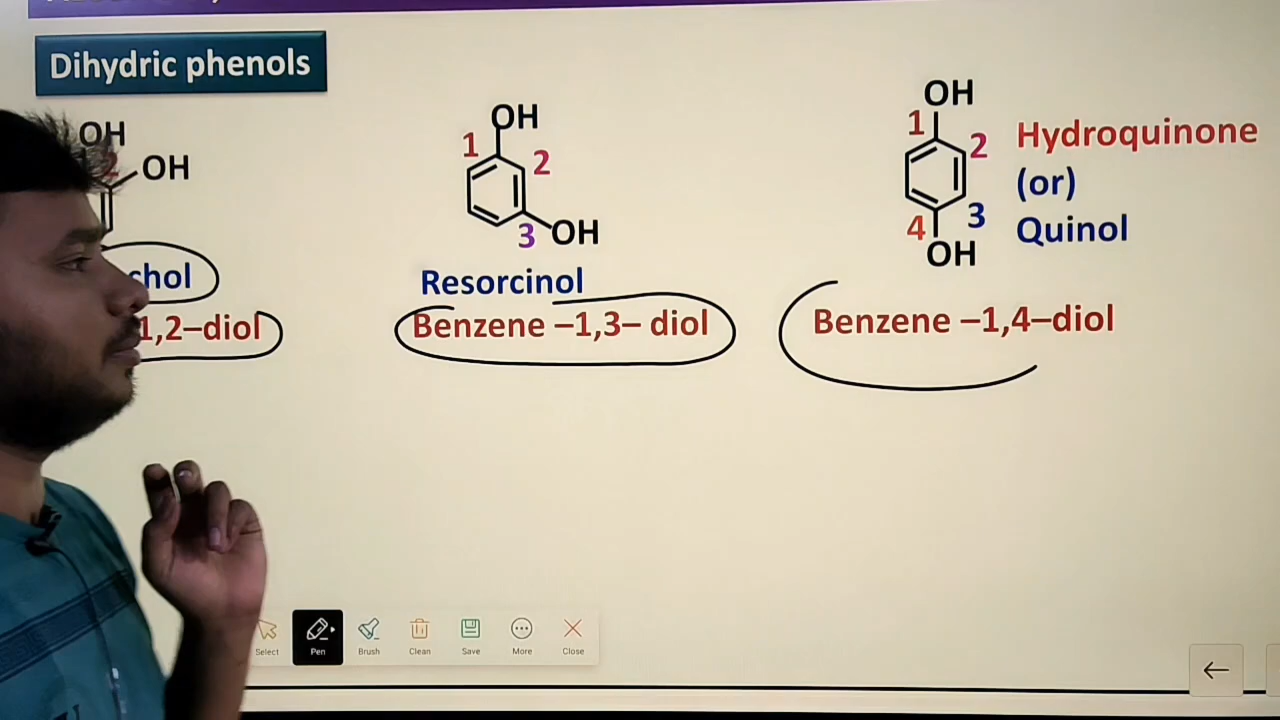 Dihydric phenols
OH
2
OH
chol
1,2–diol
OH
1
2
3
OH
Resorcinol
Benzene –1,3– diol
OH
1
2
3
4
OH
Hydroquinone
(or)
Quinol
Benzene –1,4–diol
Select
Pen
Brush
Clean
Save
More
Close